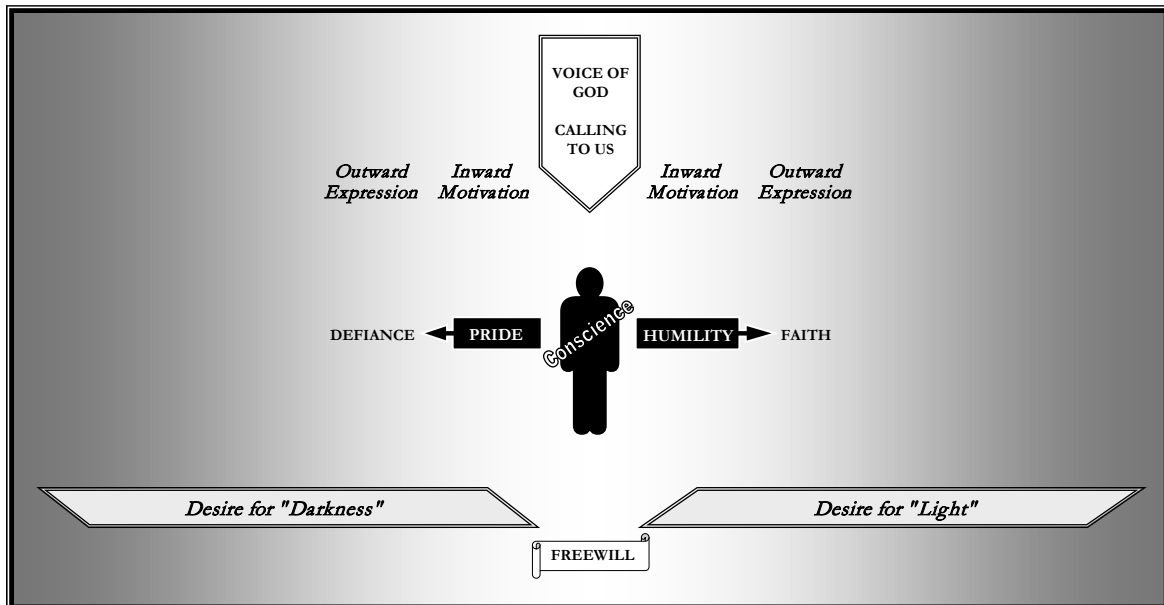 VOICE OF
GOD
CALLING
TO US
Outward
Expression
Inward
Motivation
Inward
Motivation
Outward
Expression
DEFIANCE
PRIDE
Conscience
HUMILITY
FAITH
Desire for "Darkness"
Desire for "Light"
FREEWILL